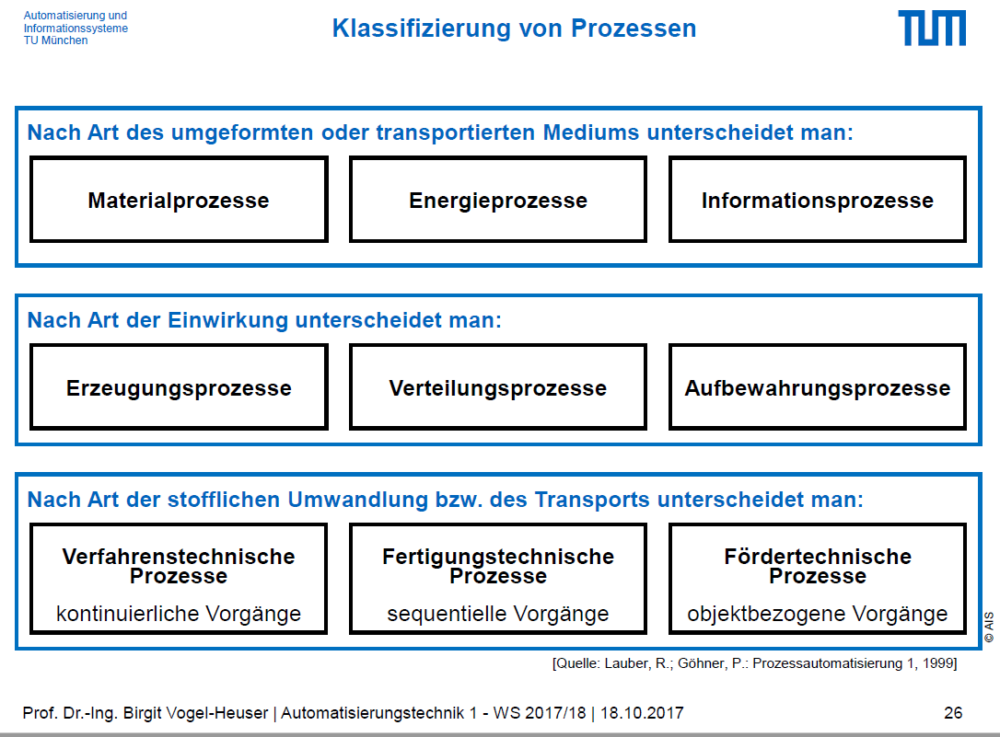 Automatisierung und
Informationssysteme
TU München
Klassifizierung von Prozessen
TUM
Nach Art des umgeformten oder transportierten Mediums unterscheidet man:
Materialprozesse
Energieprozesse
Informationsprozesse
Nach Art der Einwirkung unterscheidet man:
Erzeugungsprozesse
Verteilungsprozesse
Aufbewahrungsprozesse
Nach Art der stofflichen Umwandlung bzw. des Transports unterscheidet man:
Verfahrenstechnische
Prozesse
kontinuierliche Vorgänge
Fertigungstechnische
Prozesse
sequentielle Vorgänge
Fördertechnische
Prozesse
objektbezogene Vorgänge
© AIS
[Quelle: Lauber, R.; Göhner, P.: Prozessautomatisierung 1, 1999]
Prof. Dr.-Ing. Birgit Vogel-Heuser | Automatisierungstechnik 1 - WS 2017/18 | 18.10.2017
26